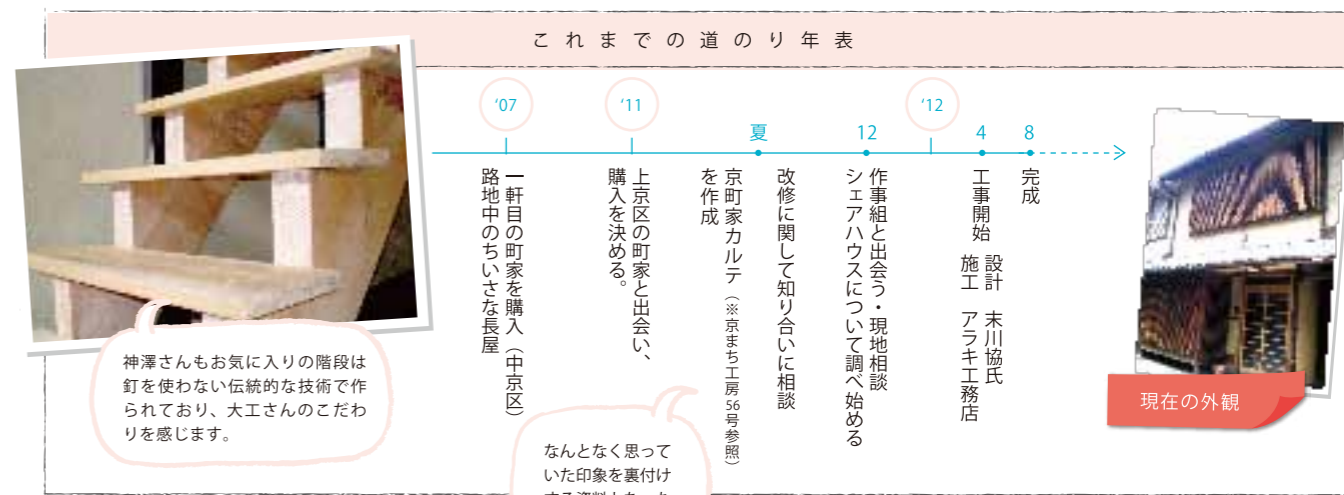 これまでの道のり年表
‘07
一軒目の町家を購入（中京区）
路地中のちいさな長屋
‘11
上京区の町家と出会い、
購入を決める。
夏
改修に関して知り合いに相談
京町家カルテ（※京まち工房56号参照）
を作成
12
作事組と出会う・現地相談
シェアハウスについて調べ始める
‘12
4
工事開始 設計 末川協氏
施工 アラキ工務店
8
完成
神澤さんもお気に入りの階段は
釘を使わない伝統的な技術で作
られており、大工さんのこだわ
りを感じます。
なんとなく思って
いた印象を裏付け
現在の外観